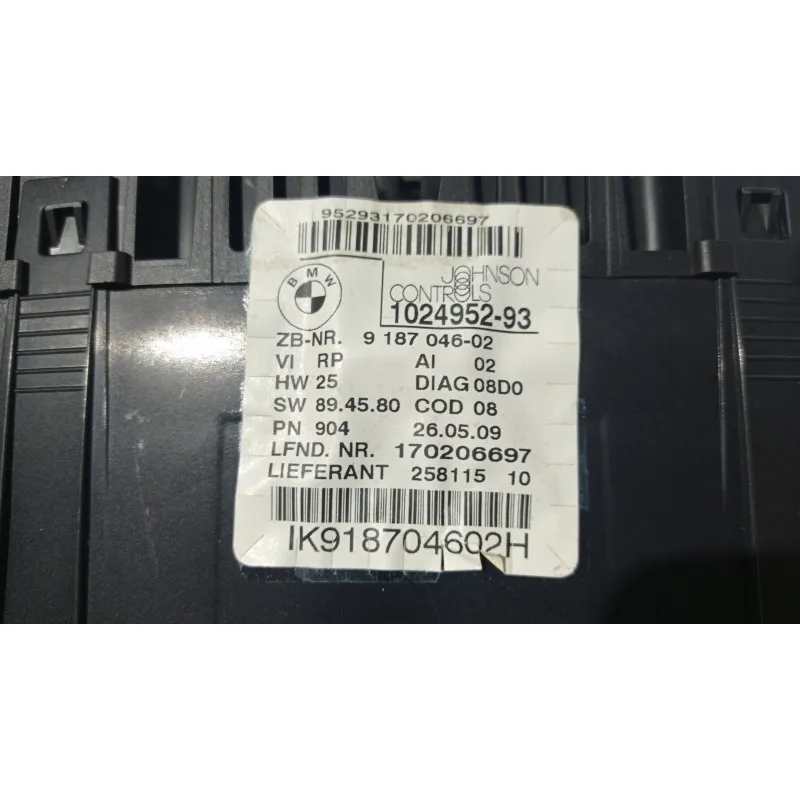 95293170206697
BMW
JOHNSON
CONTROLS
1024952-93
ZB-NR. 9 187 046-02
VI RP AI 02
HW 25 DIAG 08D0
SW 89.45.80 COD 08
PN 904 26.05.09
LFND. NR. 170206697
LIEFERANT 258115 10
IK918704602H